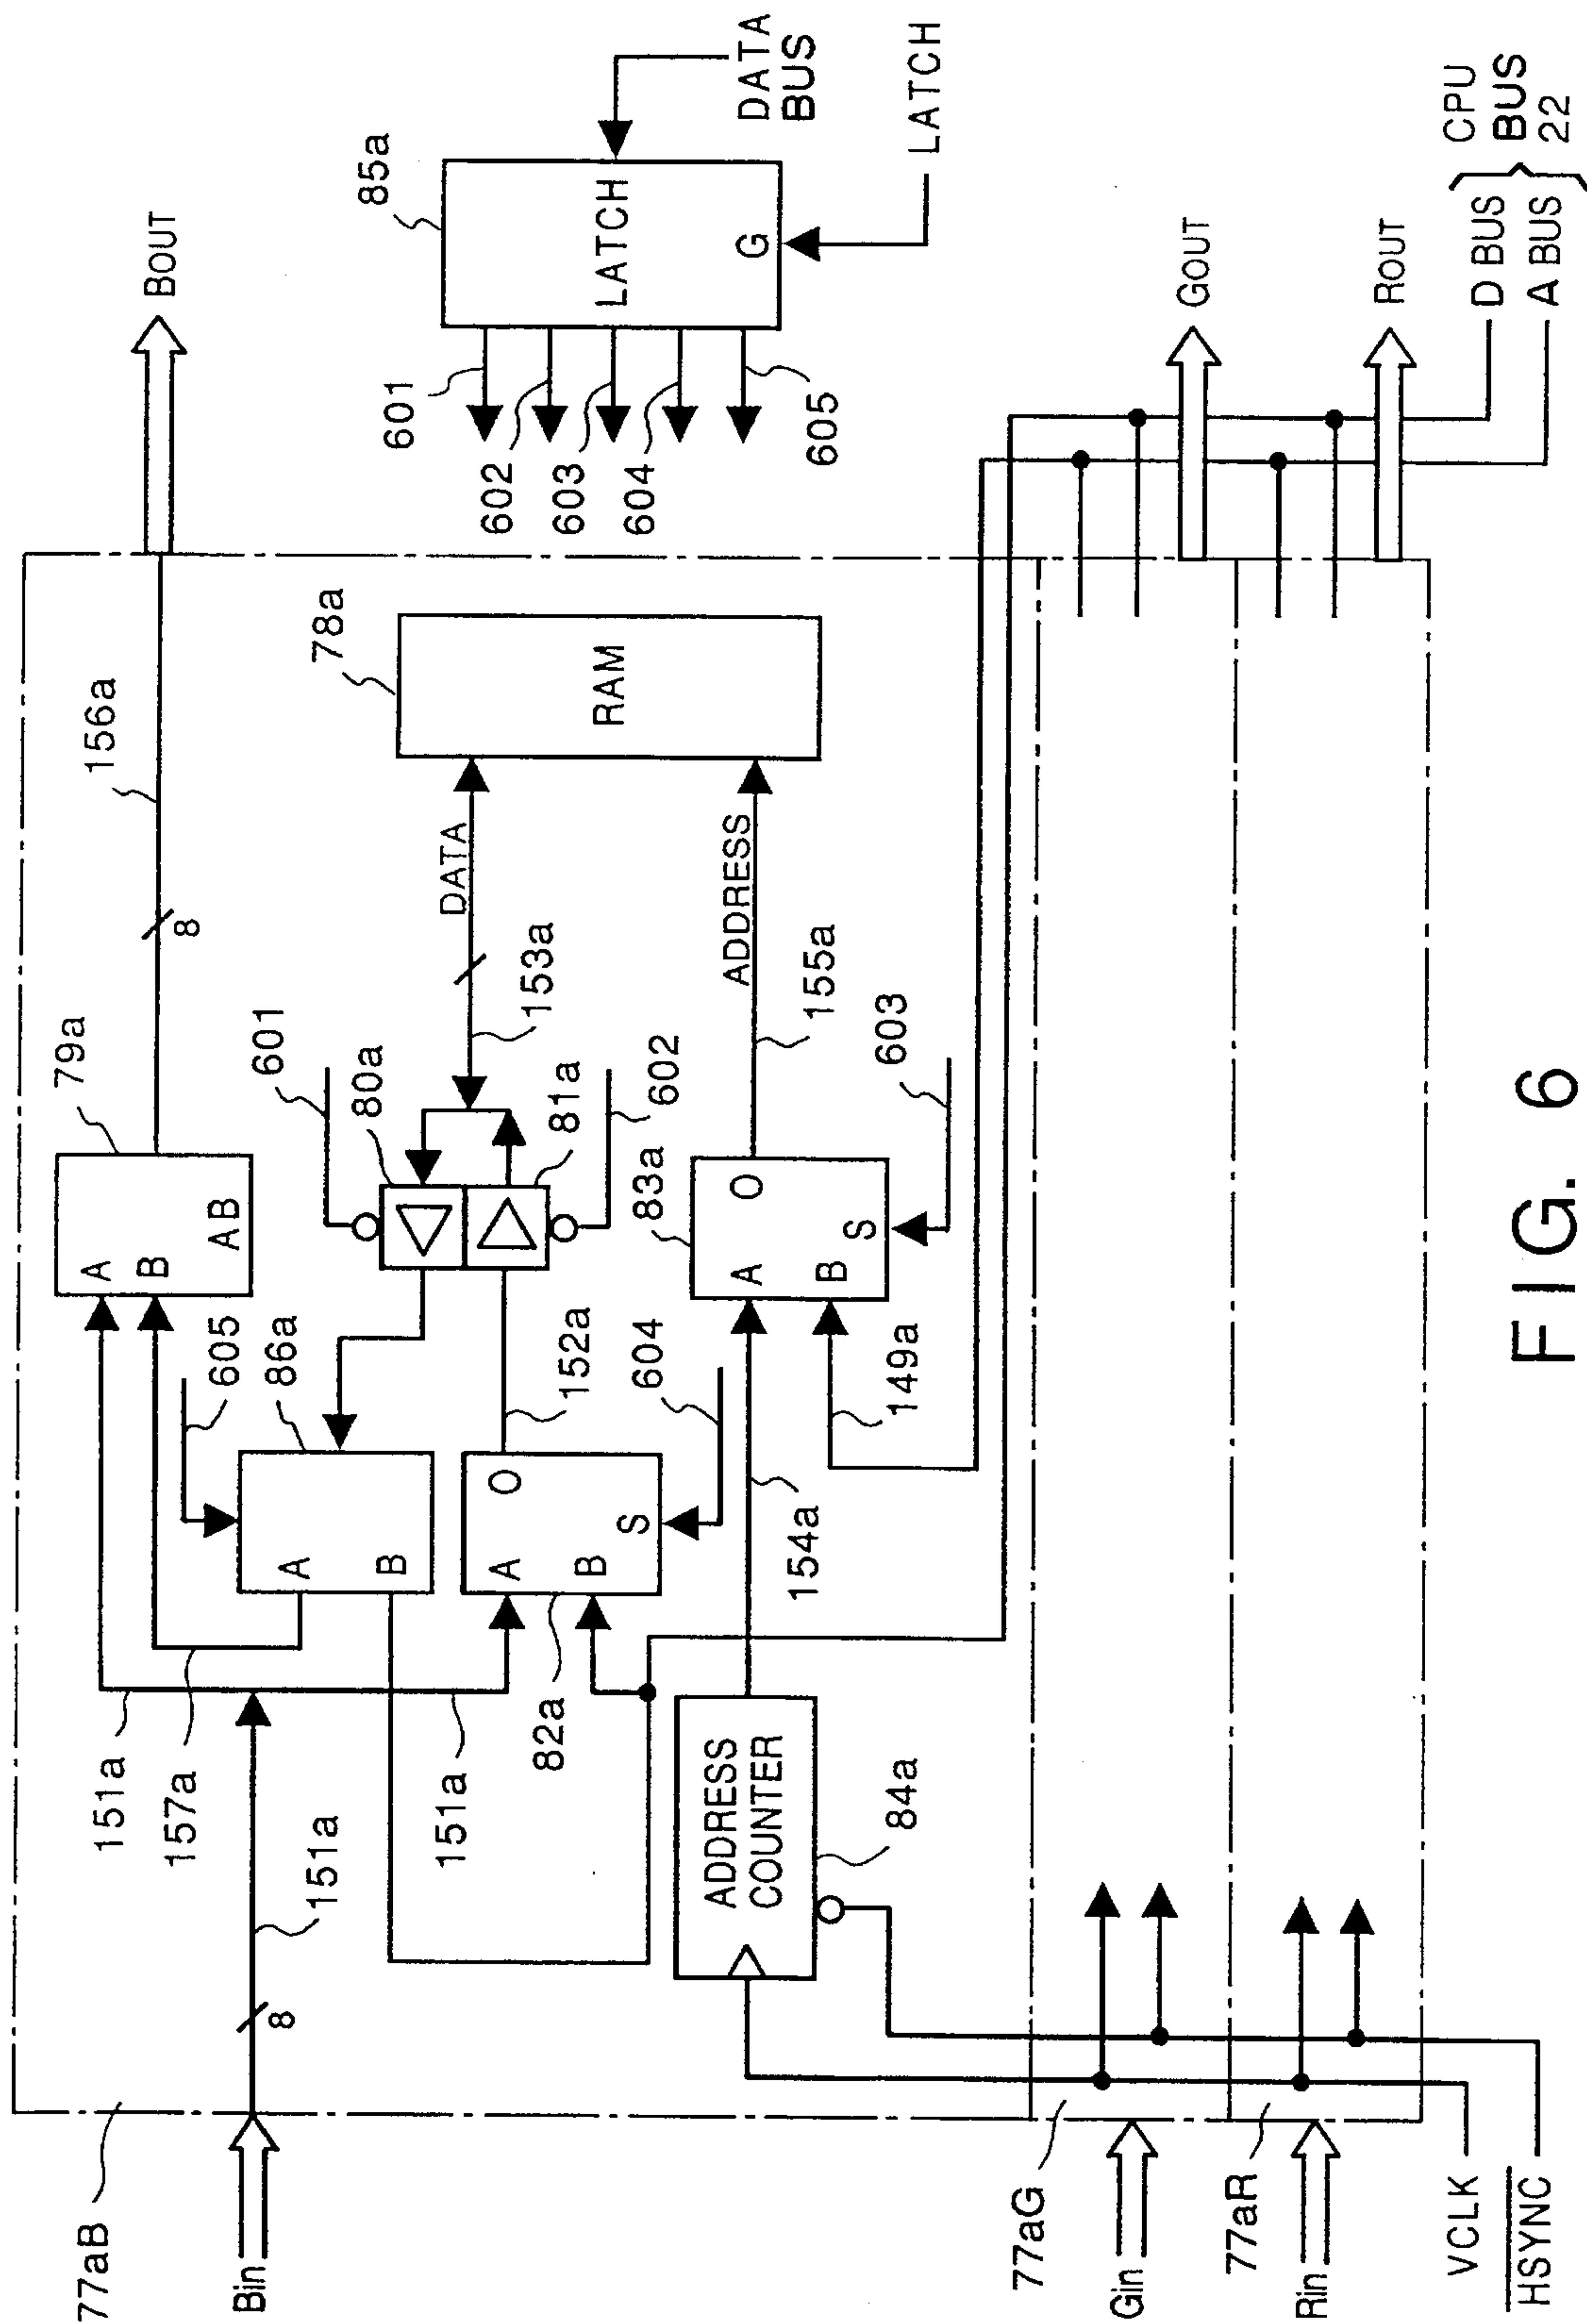 77aB
Bin
8
151a
151a
157a
151a
A
B
86a
605
A
B
AB
79a
156a
8
BOUT
A
B
O
S
82a
152a
604
601
80a
81a
602
DATA
153a
RAM
78a
ADDRESS
COUNTER
84a
154a
149a
A
B
O
S
83a
603
ADDRESS
155a
85a
LATCH
G
601
602
603
604
605
DATA
BUS
LATCH
77aG
Gin
77aR
Rin
VCLK
HSYNC
GOUT
ROUT
D BUS
A BUS
CPU
BUS
22
FIG. 6